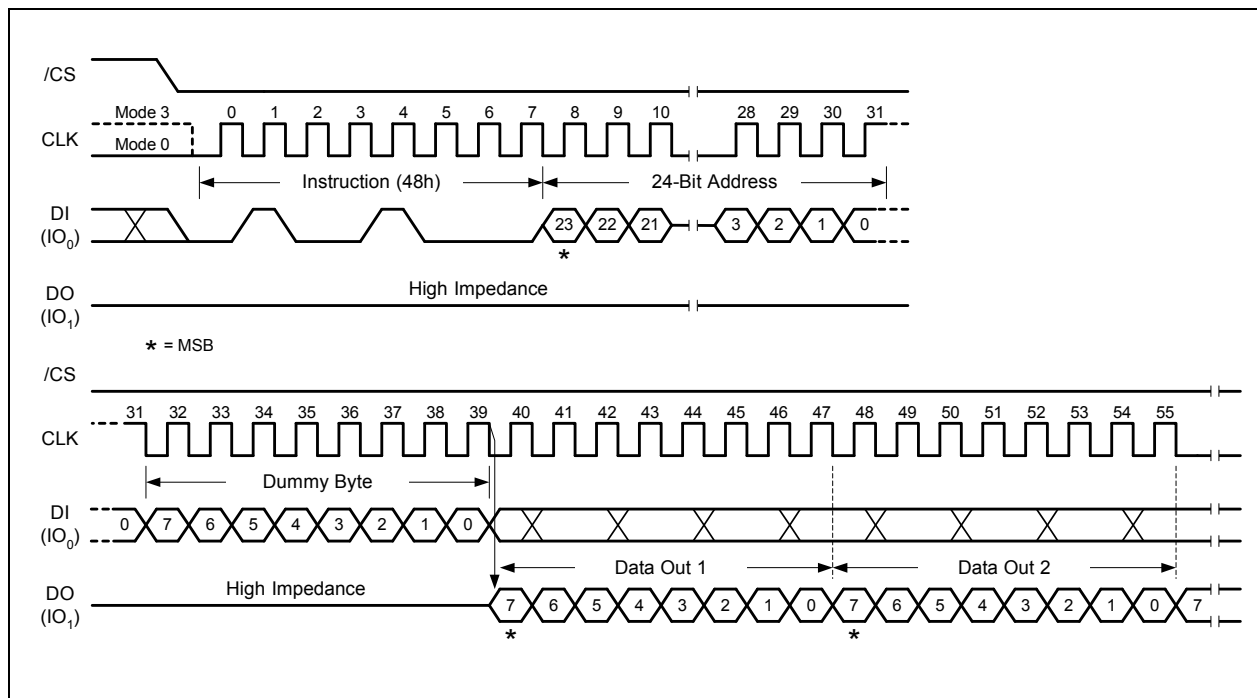 /CS
Mode 3 0 1 2 3 4 5 6 7 8 9 10 28 29 30 31
CLK
Mode 0
Instruction (48h) 24-Bit Address
DI
(IO0) 23 22 21 3 2 1 0
*
High Impedance
DO
(IO1)
* = MSB
/CS
31 32 33 34 35 36 37 38 39 40 41 42 43 44 45 46 47 48 49 50 51 52 53 54 55
CLK
Dummy Byte
DI
(IO0) 0 7 6 5 4 3 2 1 0
Data Out 1 Data Out 2
High Impedance
DO
(IO1) 7 6 5 4 3 2 1 0 7 6 5 4 3 2 1 0 7
* *